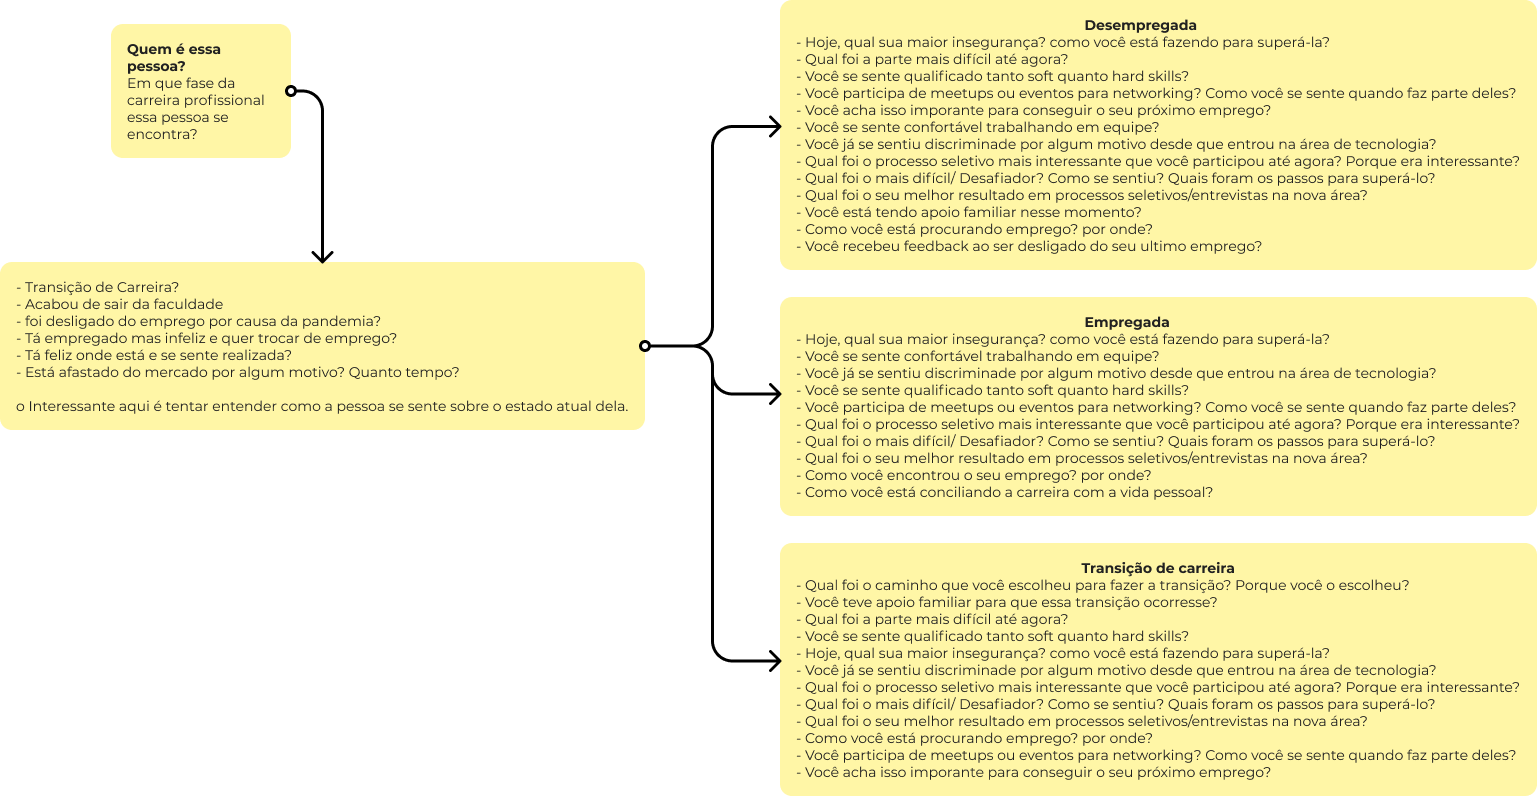 Quem é essa
pessoa?
Em que fase da
carreira profissional
essa pessoa se
encontra?
- Transição de Carreira?
- Acabou de sair da faculdade
- foi desligado do emprego por causa da pandemia?
- Tá empregado mas infeliz e quer trocar de emprego?
- Tá feliz onde está e se sente realizada?
- Está afastado do mercado por algum motivo? Quanto tempo?
o Interessante aqui é tentar entender como a pessoa se sente sobre o estado atual dela.
Desempregada
- Hoje, qual sua maior insegurança? como você está fazendo para superá-la?
- Qual foi a parte mais difícil até agora?
- Você se sente qualificado tanto soft quanto hard skills?
- Você participa de meetups ou eventos para networking? Como você se sente quando faz parte deles?
- Você acha isso imporante para conseguir o seu próximo emprego?
- Você se sente confortável trabalhando em equipe?
- Você já se sentiu discriminade por algum motivo desde que entrou na área de tecnologia?
- Qual foi o processo seletivo mais interessante que você participou até agora? Porque era interessante?
- Qual foi o mais difícil/ Desafiador? Como se sentiu? Quais foram os passos para superá-lo?
- Qual foi o seu melhor resultado em processos seletivos/entrevistas na nova área?
- Você está tendo apoio familiar nesse momento?
- Como você está procurando emprego? por onde?
- Você recebeu feedback ao ser desligado do seu ultimo emprego?
Empregada
- Hoje, qual sua maior insegurança? como você está fazendo para superá-la?
- Você se sente confortável trabalhando em equipe?
- Você já se sentiu discriminade por algum motivo desde que entrou na área de tecnologia?
- Você se sente qualificado tanto soft quanto hard skills?
- Você participa de meetups ou eventos para networking? Como você se sente quando faz parte deles?
- Qual foi o processo seletivo mais interessante que você participou até agora? Porque era interessante?
- Qual foi o mais difícil/ Desafiador? Como se sentiu? Quais foram os passos para superá-lo?
- Qual foi o seu melhor resultado em processos seletivos/entrevistas na nova área?
- Como você encontrou o seu emprego? por onde?
- Como você está conciliando a carreira com a vida pessoal?
Transição de carreira
- Qual foi o caminho que você escolheu para fazer a transição? Porque você o escolheu?
- Você teve apoio familiar para que essa transição ocorresse?
- Qual foi a parte mais difícil até agora?
- Você se sente qualificado tanto soft quanto hard skills?
- Hoje, qual sua maior insegurança? como você está fazendo para superá-la?
- Você já se sentiu discriminade por algum motivo desde que entrou na área de tecnologia?
- Qual foi o processo seletivo mais interessante que você participou até agora? Porque era interessante?
- Qual foi o mais difícil/ Desafiador? Como se sentiu? Quais foram os passos para superá-lo?
- Qual foi o seu melhor resultado em processos seletivos/entrevistas na nova área?
- Como você está procurando emprego? por onde?
- Você participa de meetups ou eventos para networking? Como você se sente quando faz parte deles?
- Você acha isso imporante para conseguir o seu próximo emprego?